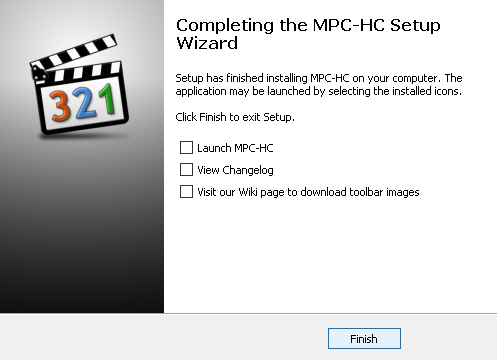 321
Completing the MPC-HC Setup
Wizard
Setup has finished installing MPC-HC on your computer. The
application may be launched by selecting the installed icons.
Click Finish to exit Setup.
Launch MPC-HC
View Changelog
Visit our Wiki page to download toolbar images
Finish